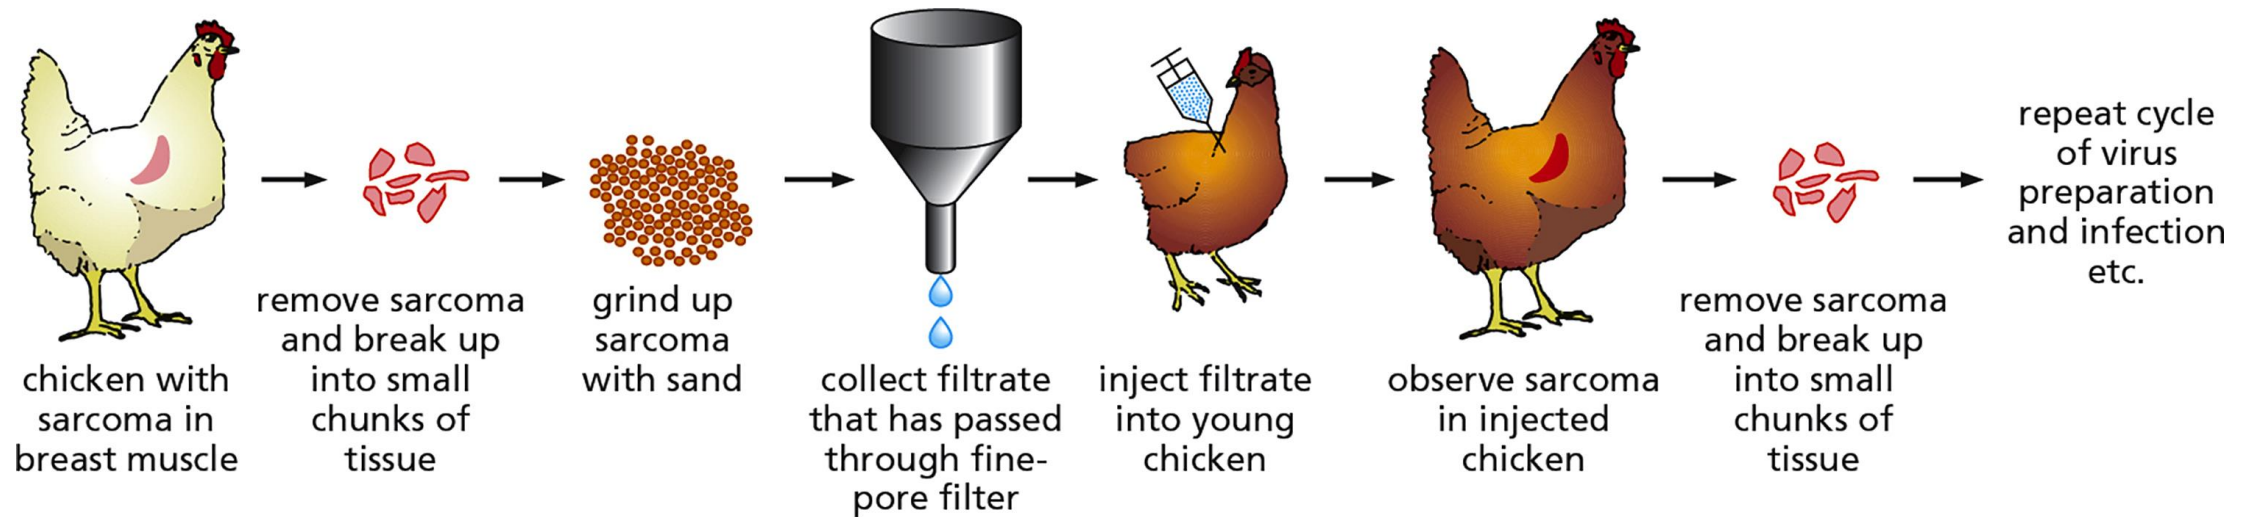 chicken with
sarcoma in
breast muscle
remove sarcoma
and break up
into small
chunks of
tissue
grind up
sarcoma
with sand
collect filtrate
that has passed
through fine-
pore filter
inject filtrate
into young
chicken
observe sarcoma
in injected
chicken
remove sarcoma
and break up
into small
chunks of
tissue
repeat cycle
of virus
preparation
and infection
etc.